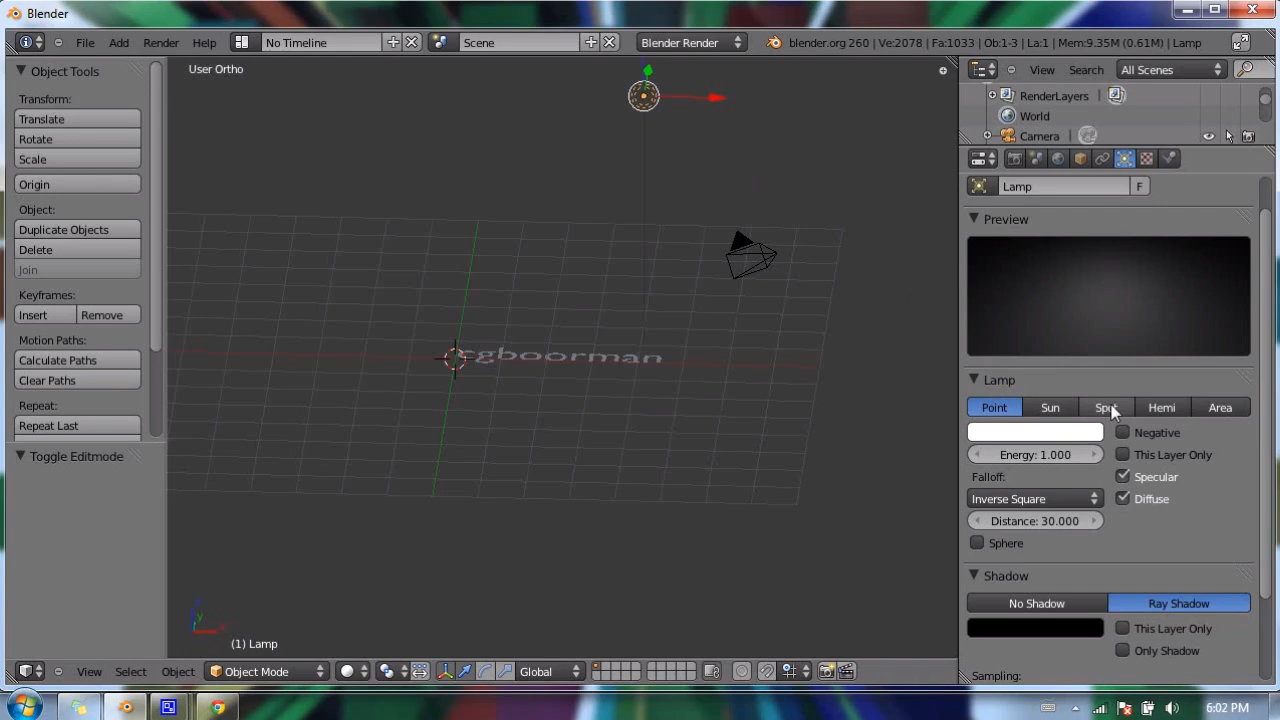 Blender
File Add Render Help No Timeline Scene Blender Render blender.org 260 | Ve:2078 | Fa:1033 | Ob:1-3 | La:1 | Mem:9.35M (0.61M) | Lamp
Object Tools
Transform:
Translate
Rotate
Scale
Origin
Object:
Duplicate Objects
Delete
Join
Keyframes:
Insert Remove
Motion Paths:
Calculate Paths
Clear Paths
Repeat:
Repeat Last
Toggle Editmode
User Ortho
cgboorman
z
y
x
(1) Lamp
View Select Object Object Mode Global
View Search All Scenes
RenderLayers
World
Camera
Lamp F
Preview
Lamp
Point Sun Spot Hemi Area
Negative
Energy: 1.000 This Layer Only
Falloff: Specular
Inverse Square Diffuse
Distance: 30.000
Sphere
Shadow
No Shadow Ray Shadow
This Layer Only
Only Shadow
Sampling:
6:02 PM